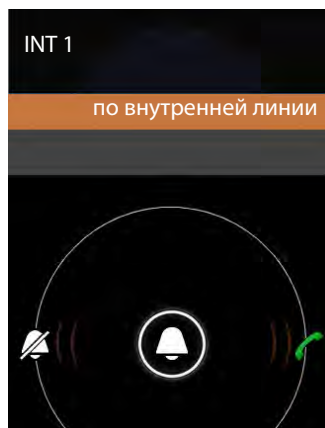 INT 1
по внутренней линии